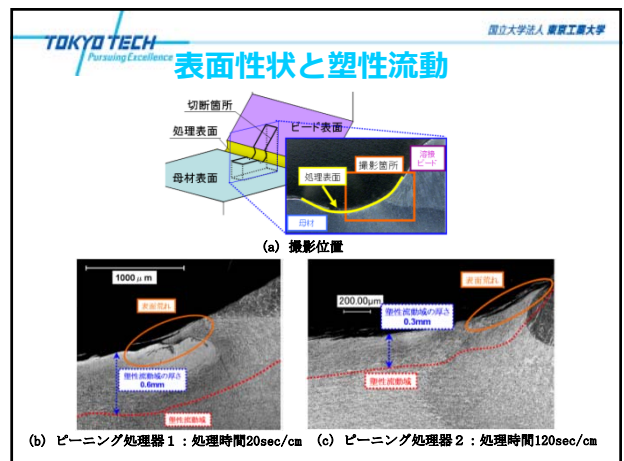 TOKYO TECH
Pursuing Excellence
国立大学法人 東京工業大学
表面性状と塑性流動
切断箇所
ビード表面
処理表面
母材表面
溶接
ビード
撮影箇所
処理表面
母材
(a) 撮影位置
1000μm
表面荒れ
塑性流動域の厚さ
0.6mm
塑性流動域
200.00μm
表面荒れ
塑性流動域の厚さ
0.3mm
塑性流動域
(b) ピーニング処理器1：処理時間20sec/cm
(c) ピーニング処理器2：処理時間120sec/cm